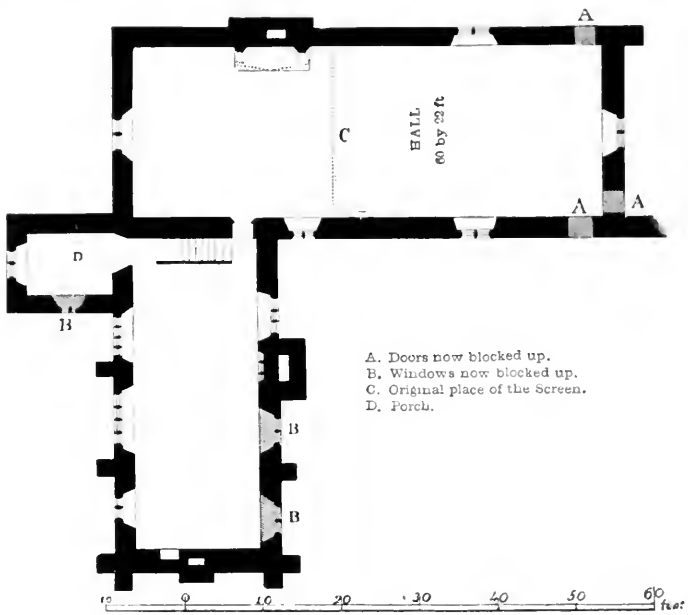 A
HALL
60 by 22 ft
C
A
A
D
B
A. Doors now blocked up.
B. Windows now blocked up.
C. Original place of the Screen.
D. Porch.
B
B
10 0 10 20 30 40 50 60 feet